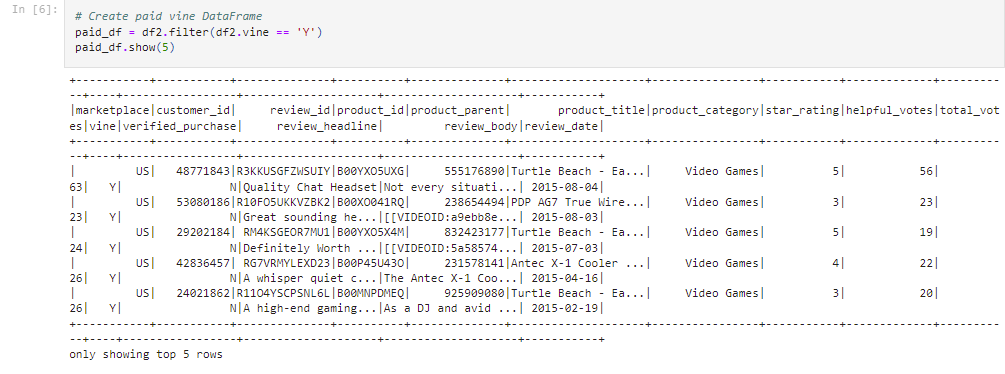 In [6]:
# Create paid vine DataFrame
paid_df = df2.filter(df2.vine == 'Y')
paid_df.show(5)
+-----------+-----------+--------------+----------+--------------+--------------------+----------------+-----------+-------------+---------
--+----+-----------------+--------------------+--------------------+-----------+
|marketplace|customer_id|     review_id|product_id|product_parent|       product_title|product_category|star_rating|helpful_votes|total_vot
es|vine|verified_purchase|     review_headline|         review_body|review_date|
+-----------+-----------+--------------+----------+--------------+--------------------+----------------+-----------+-------------+---------
--+----+-----------------+--------------------+--------------------+-----------+
|         US|   48771843|R3KKUSGFZWSUIY|B00YXO5UXG|     555176890|Turtle Beach - Ea...|     Video Games|          5|           56|
63|   Y|                N|Quality Chat Headset|Not every situati...| 2015-08-04|
|         US|   53080186|R10FO5UKKVZBK2|B00XO041RQ|     238654494|PDP AG7 True Wire...|     Video Games|          3|           23|
23|   Y|                N|Great sounding he...|[[VIDEOID:a9ebb8e...| 2015-08-03|
|         US|   29202184| RM4KSGEOR7MU1|B00YXO5X4M|     832423177|Turtle Beach - Ea...|     Video Games|          5|           19|
24|   Y|                N|Definitely Worth ...|[[VIDEOID:5a58574...| 2015-07-03|
|         US|   42836457| RG7VRMYLEXD23|B00P45U43O|     231578141|Antec X-1 Cooler ...|     Video Games|          4|           22|
26|   Y|                N|A whisper quiet c...|The Antec X-1 Coo...| 2015-04-16|
|         US|   24021862|R11O4YSCPSNL6L|B00MNPDMEQ|     925909080|Turtle Beach - Ea...|     Video Games|          3|           20|
26|   Y|                N|A high-end gaming...|As a DJ and avid ...| 2015-02-19|
+-----------+-----------+--------------+----------+--------------+--------------------+----------------+-----------+-------------+---------
--+----+-----------------+--------------------+--------------------+-----------+
only showing top 5 rows